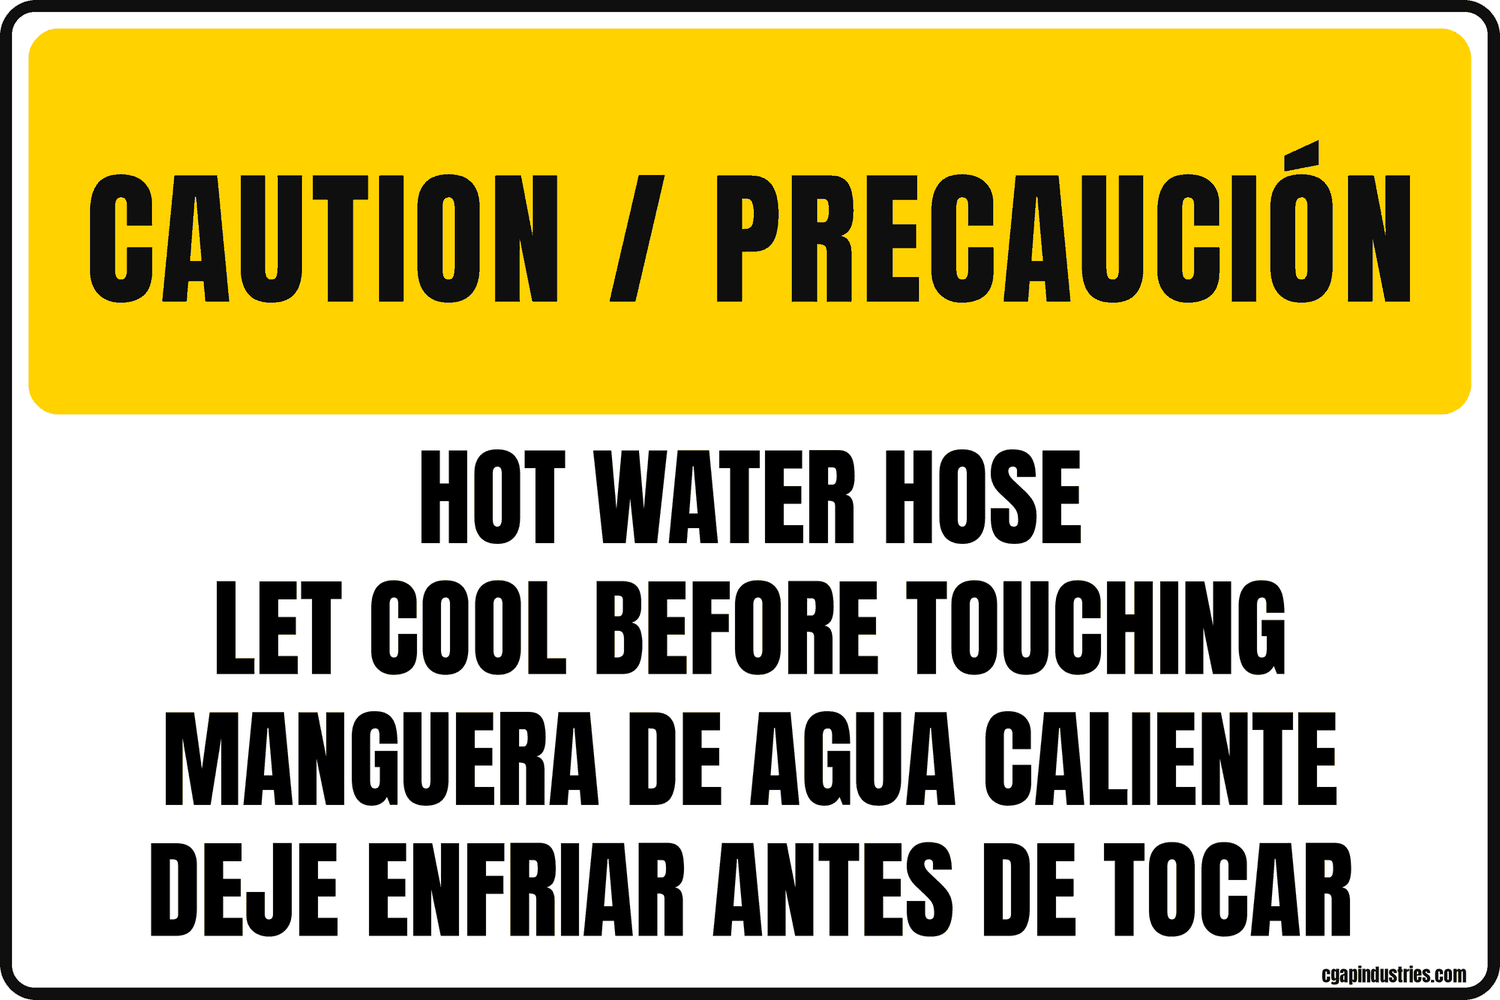 CAUTION / PRECAUCIÓN
HOT WATER HOSE
LET COOL BEFORE TOUCHING
MANGUERA DE AGUA CALIENTE
DEJE ENFRIAR ANTES DE TOCAR
cgapindustries.com